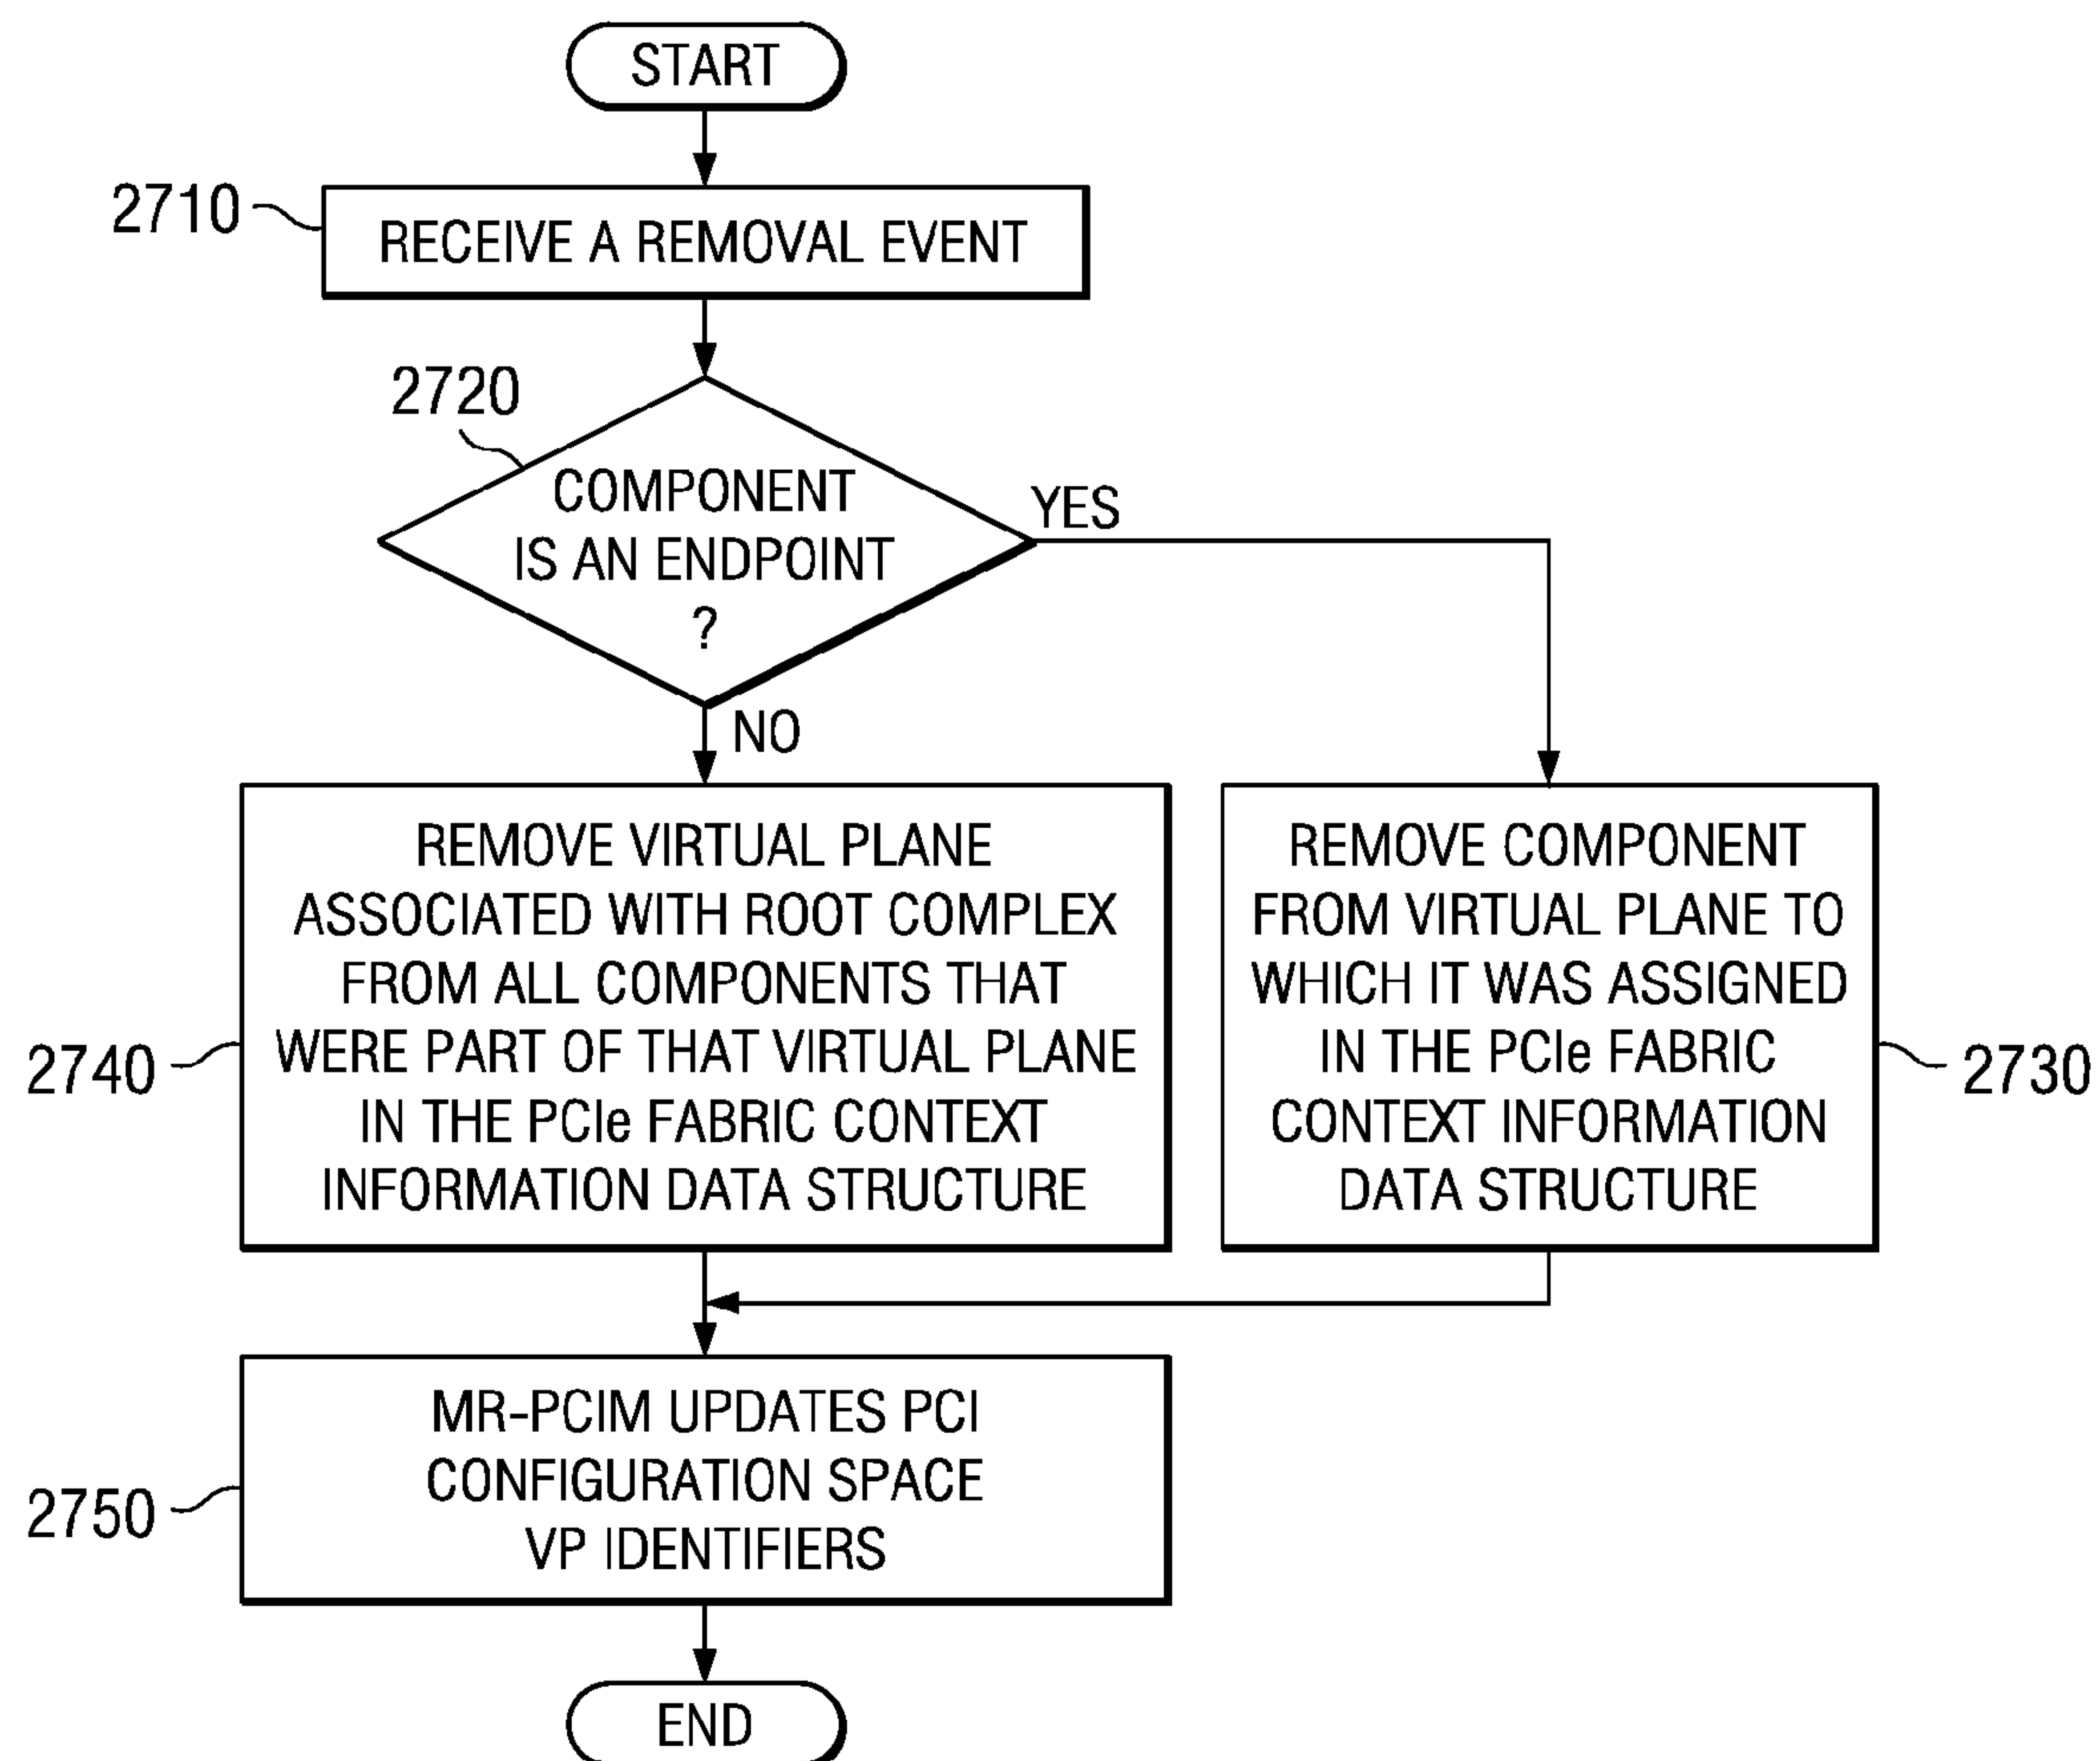 START
2710
RECEIVE A REMOVAL EVENT
2720
COMPONENT
IS AN ENDPOINT
?
YES
NO
REMOVE VIRTUAL PLANE
ASSOCIATED WITH ROOT COMPLEX
FROM ALL COMPONENTS THAT
WERE PART OF THAT VIRTUAL PLANE
IN THE PCIe FABRIC CONTEXT
INFORMATION DATA STRUCTURE
2740
REMOVE COMPONENT
FROM VIRTUAL PLANE TO
WHICH IT WAS ASSIGNED
IN THE PCIe FABRIC
CONTEXT INFORMATION
DATA STRUCTURE
2730
MR-PCIM UPDATES PCI
CONFIGURATION SPACE
VP IDENTIFIERS
2750
END